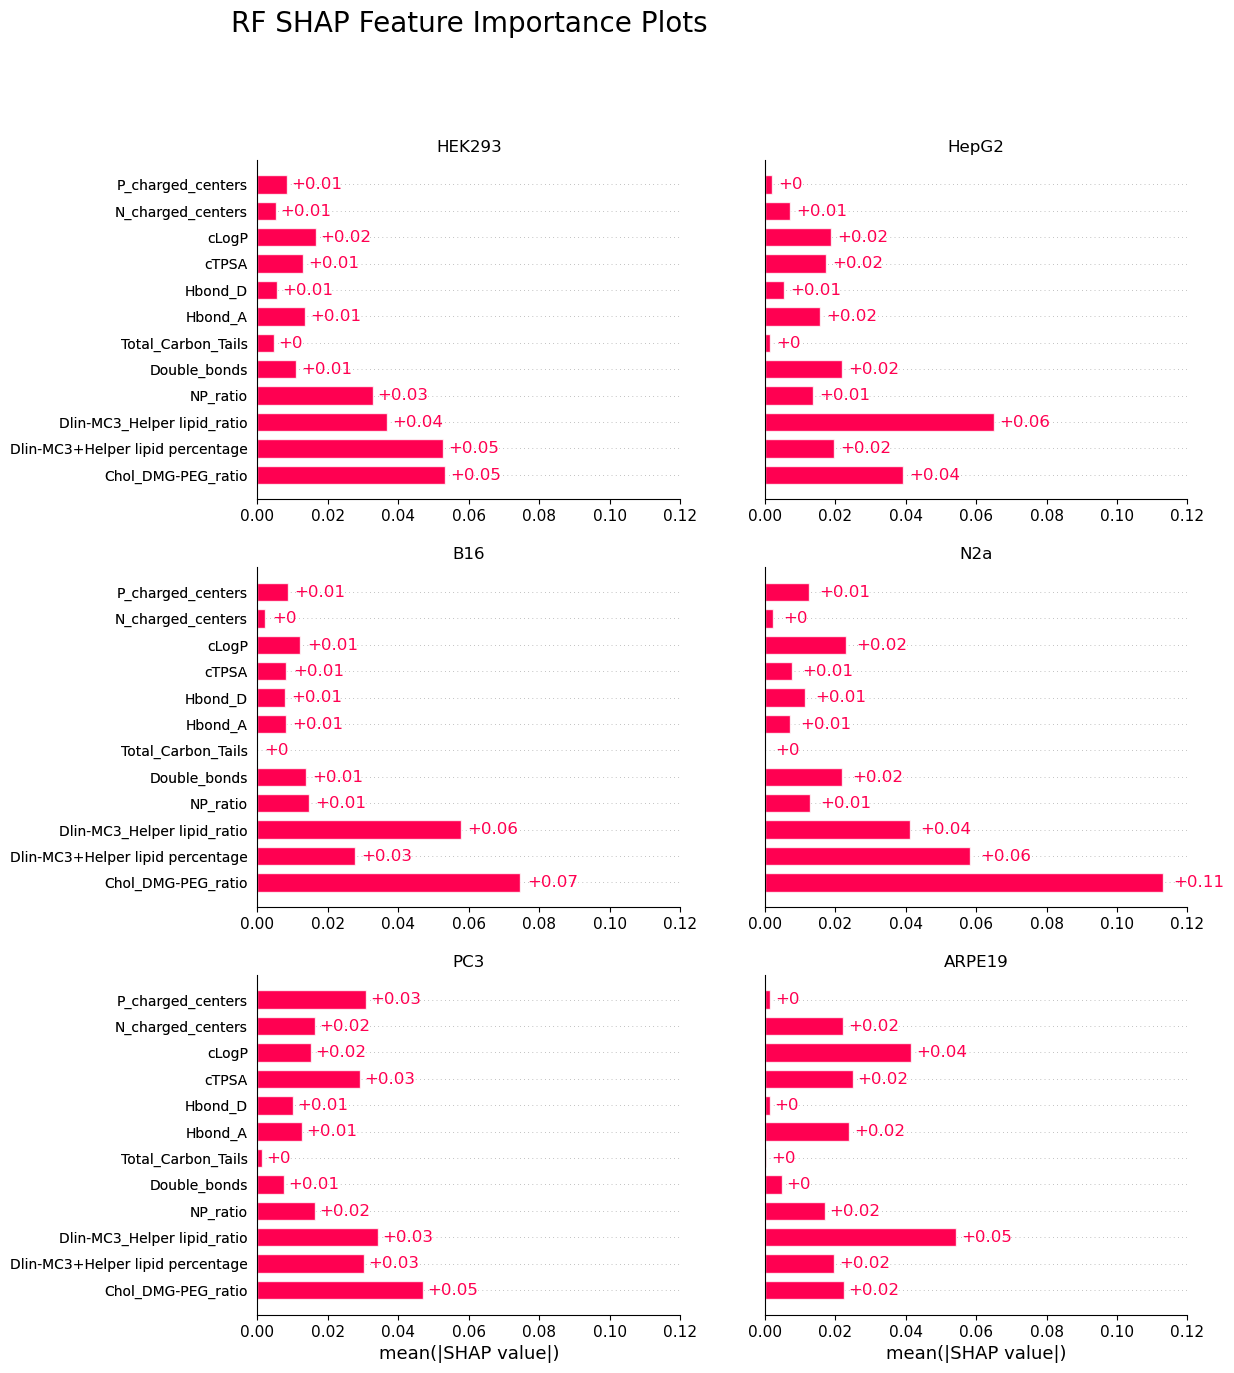 RF SHAP Feature Importance Plots
HEK293
P_charged_centers +0.01
N_charged_centers +0.01
cLogP +0.02
cTPSA +0.01
Hbond_D +0.01
Hbond_A +0.01
Total_Carbon_Tails +0
Double_bonds +0.01
NP_ratio +0.03
Dlin-MC3_Helper lipid_ratio +0.04
Dlin-MC3+Helper lipid percentage +0.05
Chol_DMG-PEG_ratio +0.05
0.00 0.02 0.04 0.06 0.08 0.10 0.12
HepG2
+0
+0.01
+0.02
+0.02
+0.01
+0.02
+0
+0.02
+0.01
+0.06
+0.02
+0.04
0.00 0.02 0.04 0.06 0.08 0.10 0.12
B16
P_charged_centers +0.01
N_charged_centers +0
cLogP +0.01
cTPSA +0.01
Hbond_D +0.01
Hbond_A +0.01
Total_Carbon_Tails +0
Double_bonds +0.01
NP_ratio +0.01
Dlin-MC3_Helper lipid_ratio +0.06
Dlin-MC3+Helper lipid percentage +0.03
Chol_DMG-PEG_ratio +0.07
0.00 0.02 0.04 0.06 0.08 0.10 0.12
N2a
+0.01
+0
+0.02
+0.01
+0.01
+0.01
+0
+0.02
+0.01
+0.04
+0.06
+0.11
0.00 0.02 0.04 0.06 0.08 0.10 0.12
PC3
P_charged_centers +0.03
N_charged_centers +0.02
cLogP +0.02
cTPSA +0.03
Hbond_D +0.01
Hbond_A +0.01
Total_Carbon_Tails +0
Double_bonds +0.01
NP_ratio +0.02
Dlin-MC3_Helper lipid_ratio +0.03
Dlin-MC3+Helper lipid percentage +0.03
Chol_DMG-PEG_ratio +0.05
0.00 0.02 0.04 0.06 0.08 0.10 0.12
mean(|SHAP value|)
ARPE19
+0
+0.02
+0.04
+0.02
+0
+0.02
+0
+0
+0.02
+0.05
+0.02
+0.02
0.00 0.02 0.04 0.06 0.08 0.10 0.12
mean(|SHAP value|)